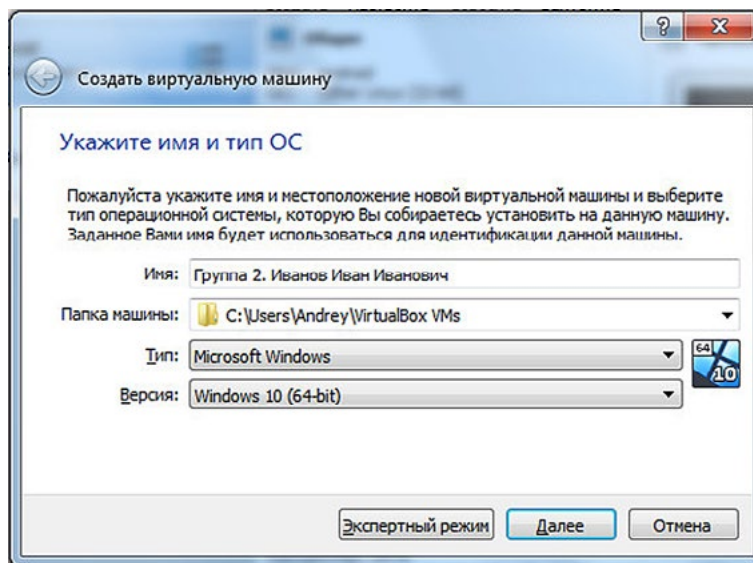 Создать виртуальную машину
Укажите имя и тип ОС
Пожалуйста укажите имя и местоположение новой виртуальной машины и выберите
тип операционной системы, которую Вы собираетесь установить на данную машину.
Заданное Вами имя будет использоваться для идентификации данной машины.
Имя: Группа 2. Иванов Иван Иванович
Папка машины: C:\Users\Andrey\VirtualBox VMs
Тип: Microsoft Windows
64
10
Версия: Windows 10 (64-bit)
Экспертный режим Далее Отмена